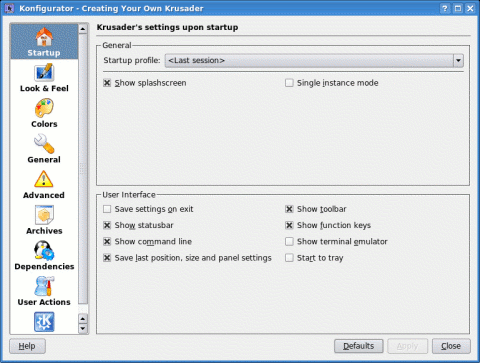 Konfigurator - Creating Your Own Krusader
Startup
Look & Feel
Colors
General
Advanced
Archives
Dependencies
User Actions
Krusader's settings upon startup
General
Startup profile: <Last session>
Show splashscreen
Single instance mode
User Interface
Save settings on exit
Show toolbar
Show statusbar
Show function keys
Show command line
Show terminal emulator
Save last position, size and panel settings
Start to tray
Help
Defaults
Apply
Close